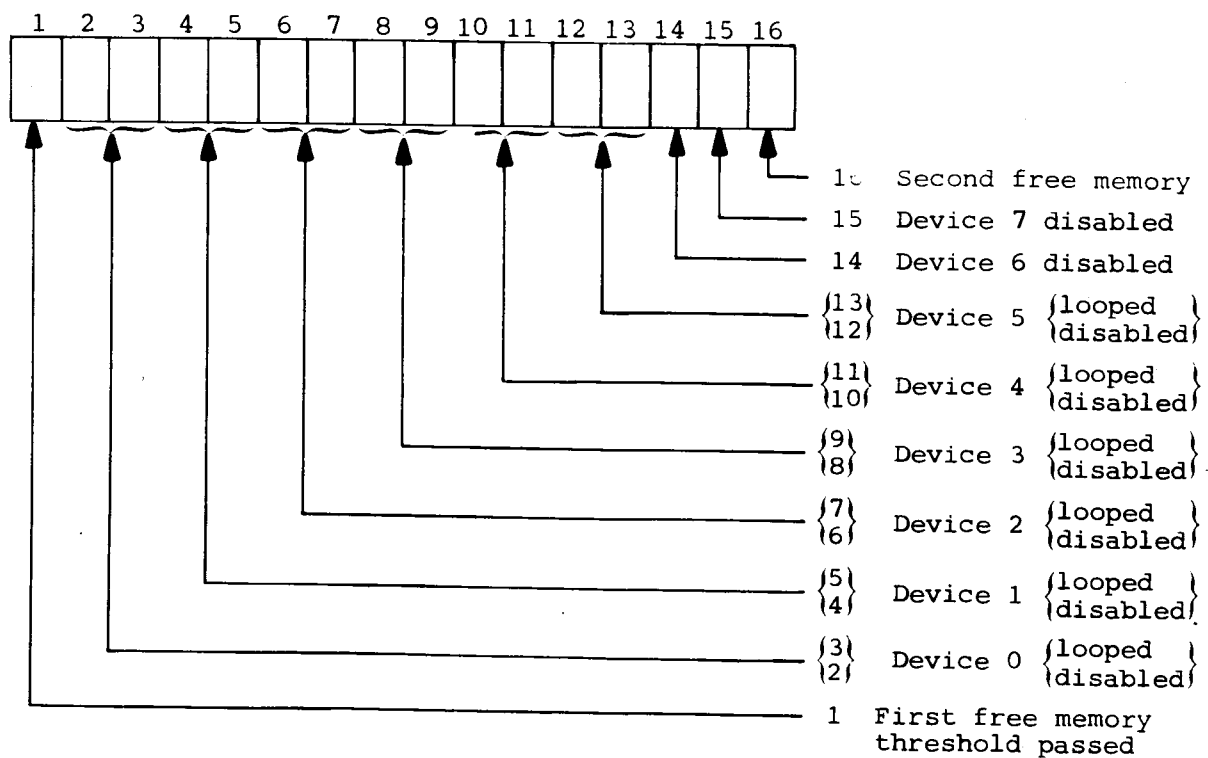 1 2 3 4 5 6 7 8 9 10 11 12 13 14 15 16
Second free memory
15 Device 7 disabled
14 Device 6 disabled
{13 12} Device 5 {looped disabled}
{11 10} Device 4 {looped disabled}
{9 8} Device 3 {looped disabled}
{7 6} Device 2 {looped disabled}
{5 4} Device 1 {looped disabled}
{3 2} Device 0 {looped disabled}
1 First free memory
threshold passed